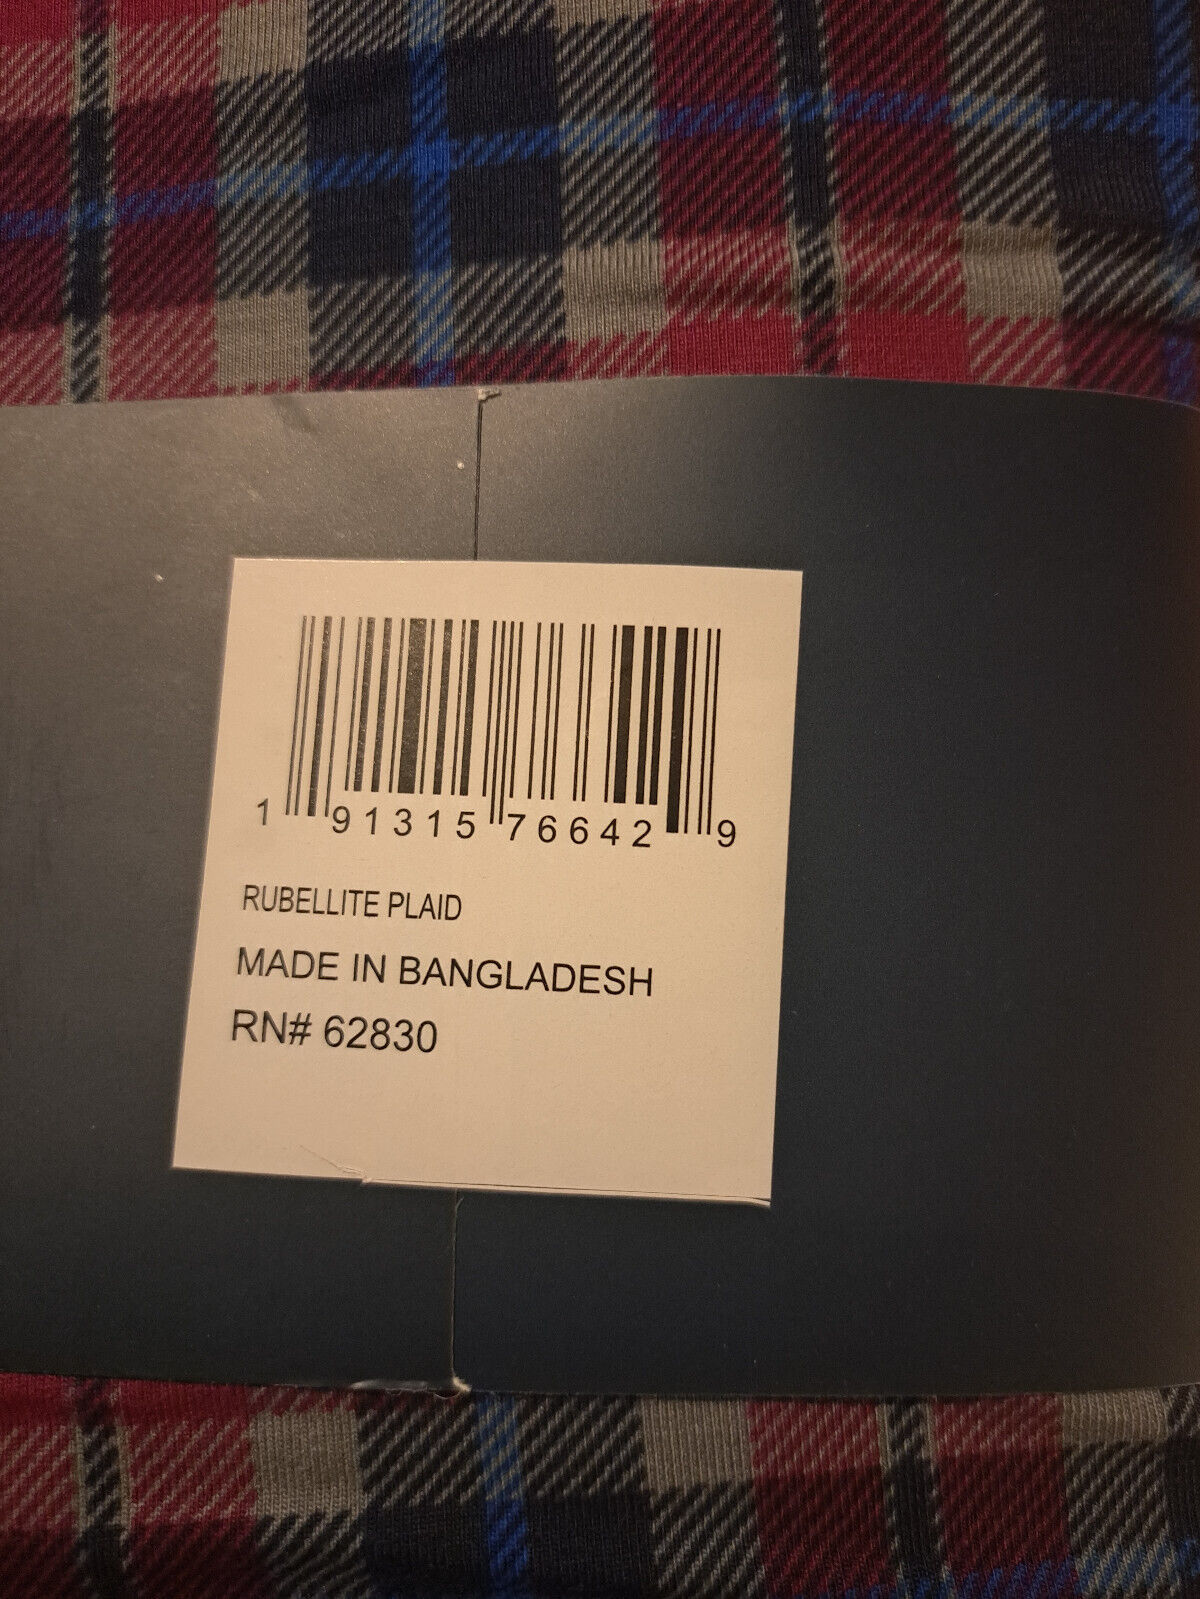 1 91315 76642 9
RUBELLITE PLAID
MADE IN BANGLADESH
RN# 62830